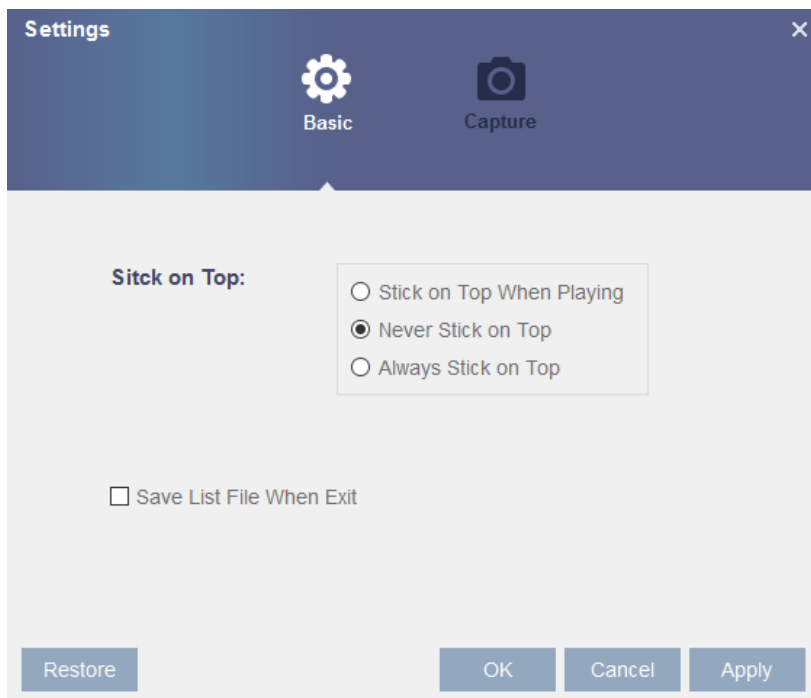 Settings
Basic
Capture
Sitck on Top:
Stick on Top When Playing
Never Stick on Top
Always Stick on Top
Save List File When Exit
Restore
OK
Cancel
Apply